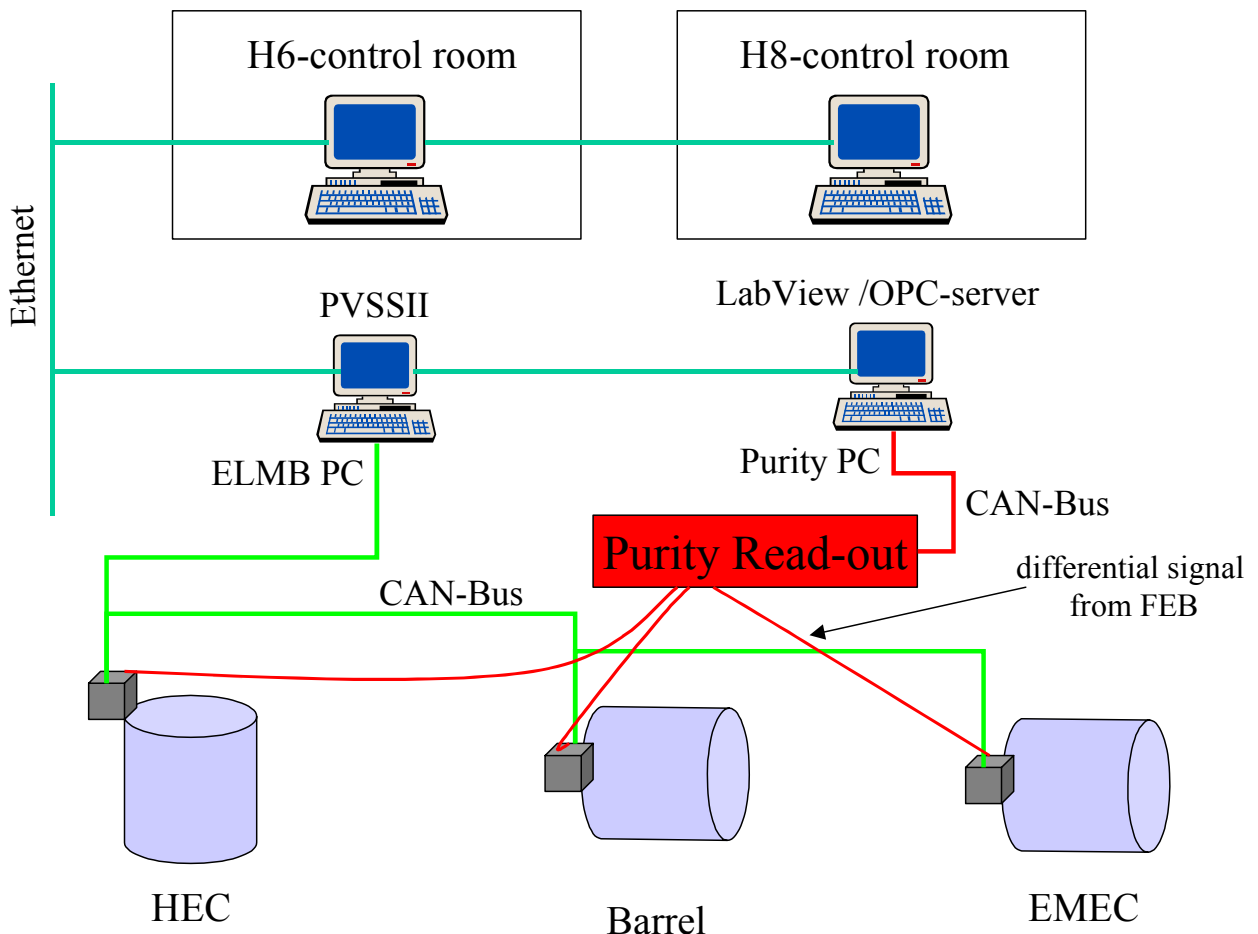 H6-control room
H8-control room
Ethernet
PVSSII
LabView /OPC-server
ELMB PC
Purity PC
CAN-Bus
Purity Read-out
differential signal
from FEB
CAN-Bus
HEC
Barrel
EMEC